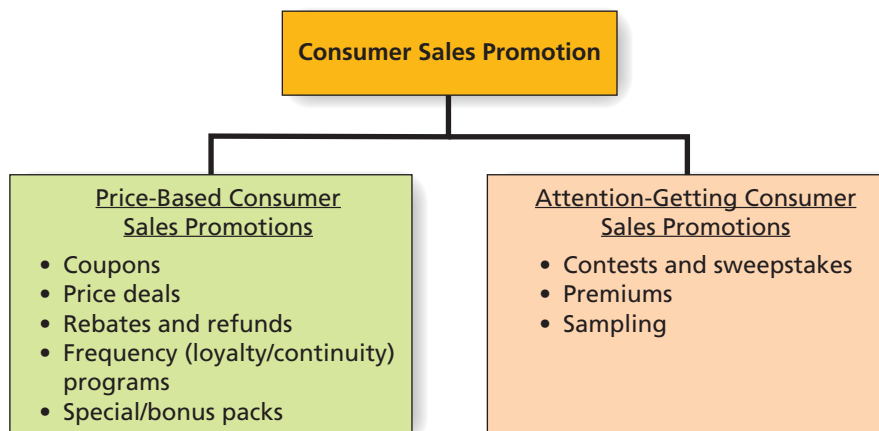 Consumer Sales Promotion
Price-Based Consumer
Sales Promotions
• Coupons
• Price deals
• Rebates and refunds
• Frequency (loyalty/continuity)
programs
• Special/bonus packs
Attention-Getting Consumer
Sales Promotions
• Contests and sweepstakes
• Premiums
• Sampling